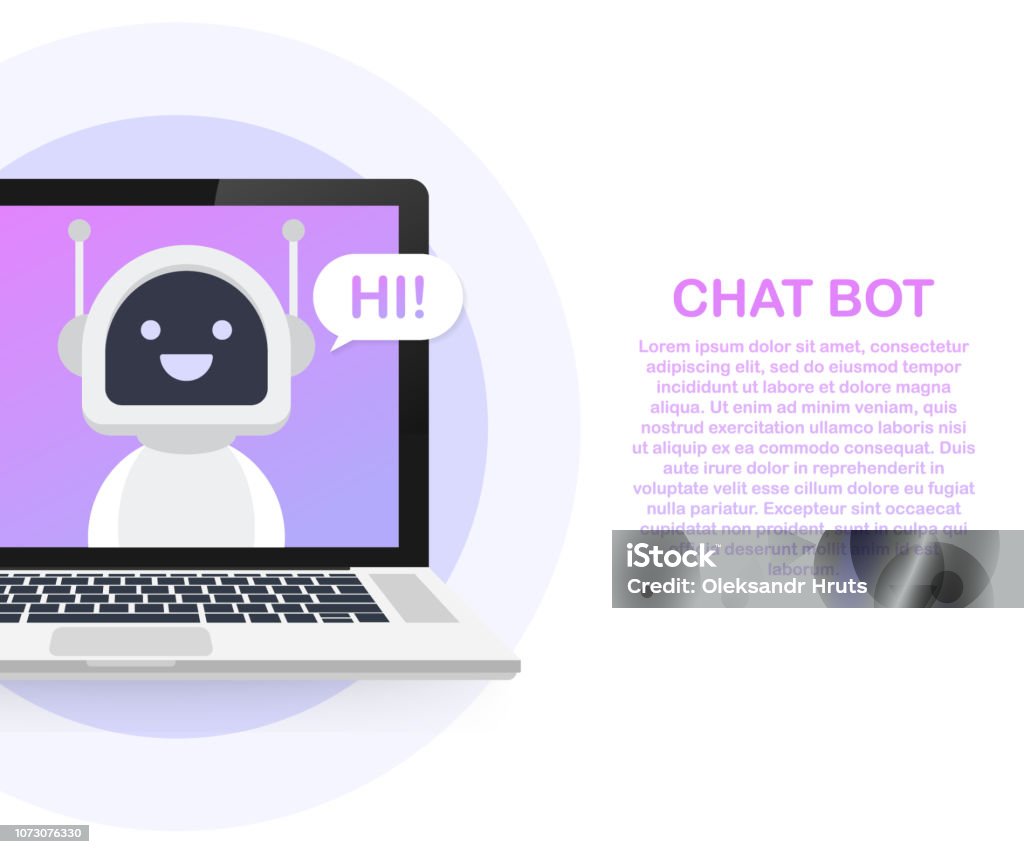 HI!
CHAT BOT
Lorem ipsum dolor sit amet, consectetur
adipiscing elit, sed do eiusmod tempor
incididunt ut labore et dolore magna
aliqua. Ut enim ad minim veniam, quis
nostrud exercitation ullamco laboris nisi
ut aliquip ex ea commodo consequat. Duis
aute irure dolor in reprehenderit in
voluptate velit esse cillum dolore eu fugiat
nulla pariatur. Excepteur sint occaecat
cupidatat non proident, sunt in culpa qui
deserunt mollit anim id est
laborum.
iStock™
Credit: Oleksandr Hruts
1073076330